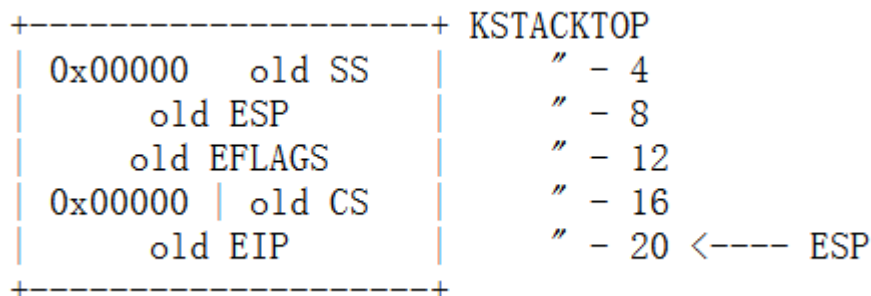 +--------------------+ KSTACKTOP
| 0x00000   old SS   |     " - 4
|      old ESP       |     " - 8
|     old EFLAGS     |     " - 12
| 0x00000 | old CS   |     " - 16
|      old EIP       |     " - 20 <---- ESP
+--------------------+